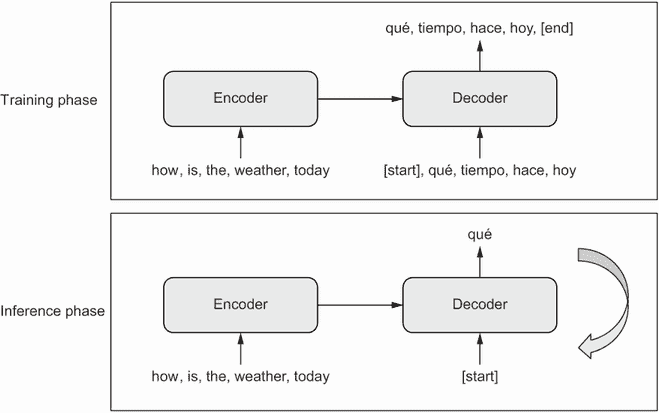 qué, tiempo, hace, hoy, [end]
Training phase
Encoder
Decoder
how, is, the, weather, today
[start], qué, tiempo, hace, hoy
qué
Inference phase
Encoder
Decoder
how, is, the, weather, today
[start]